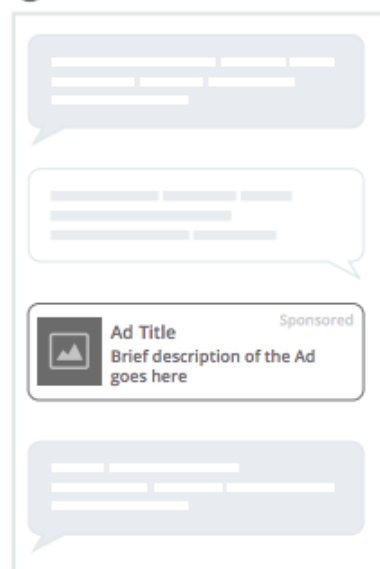 Sponsored
Ad Title
Brief description of the Ad
goes here